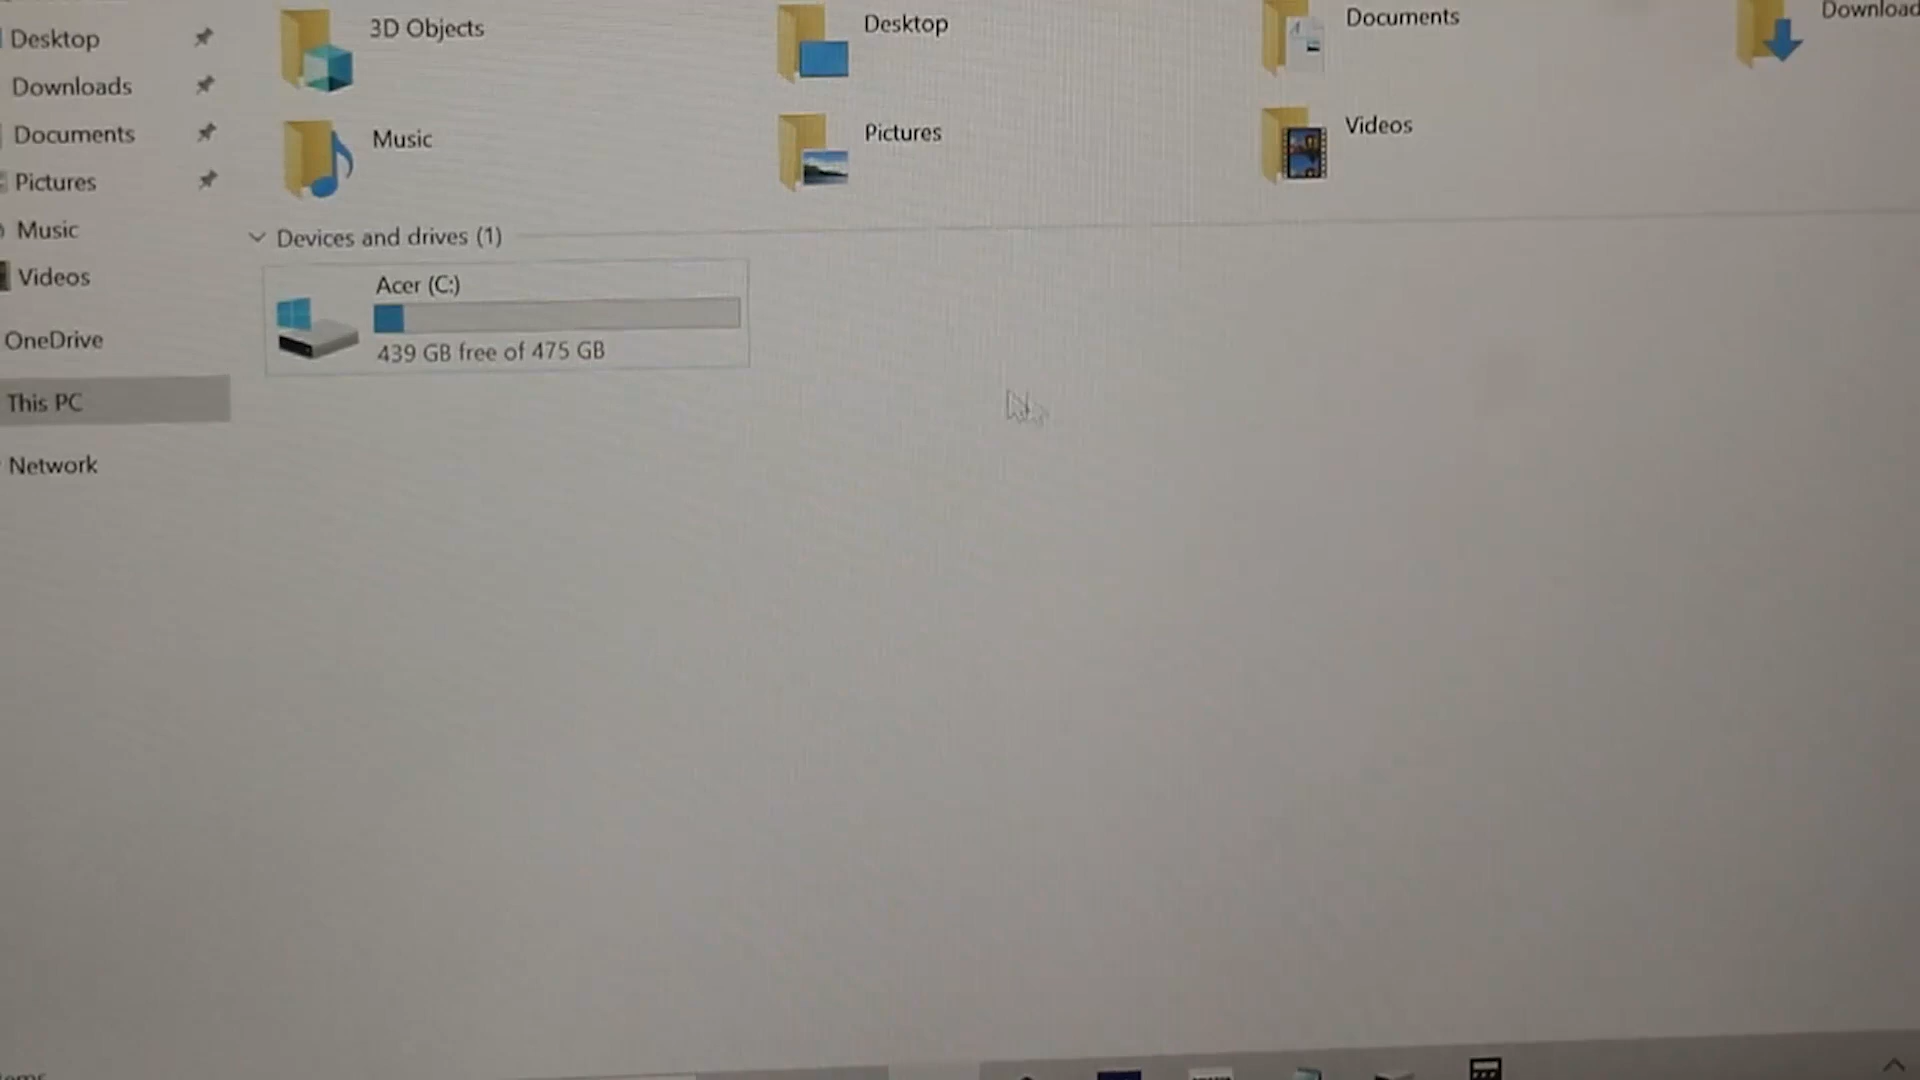 Desktop
Downloads
Documents
Pictures
Music
Videos
OneDrive
This PC
Network
3D Objects
Desktop
Documents
Download
Music
Pictures
Videos
Devices and drives (1)
Acer (C:)
439 GB free of 475 GB